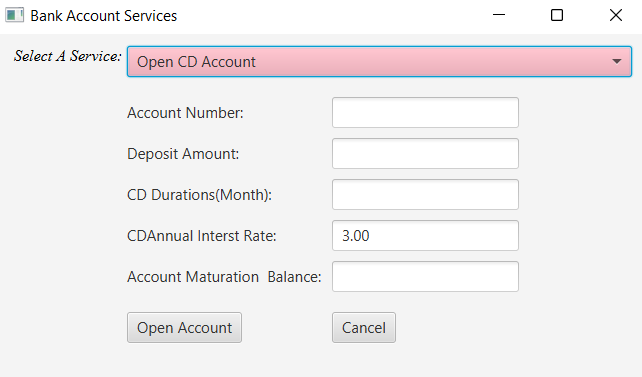 Bank Account Services
Select A Service: Open CD Account
Account Number:
Deposit Amount:
CD Durations(Month):
CDAnnual Interst Rate: 3.00
Account Maturation  Balance:
Open Account Cancel